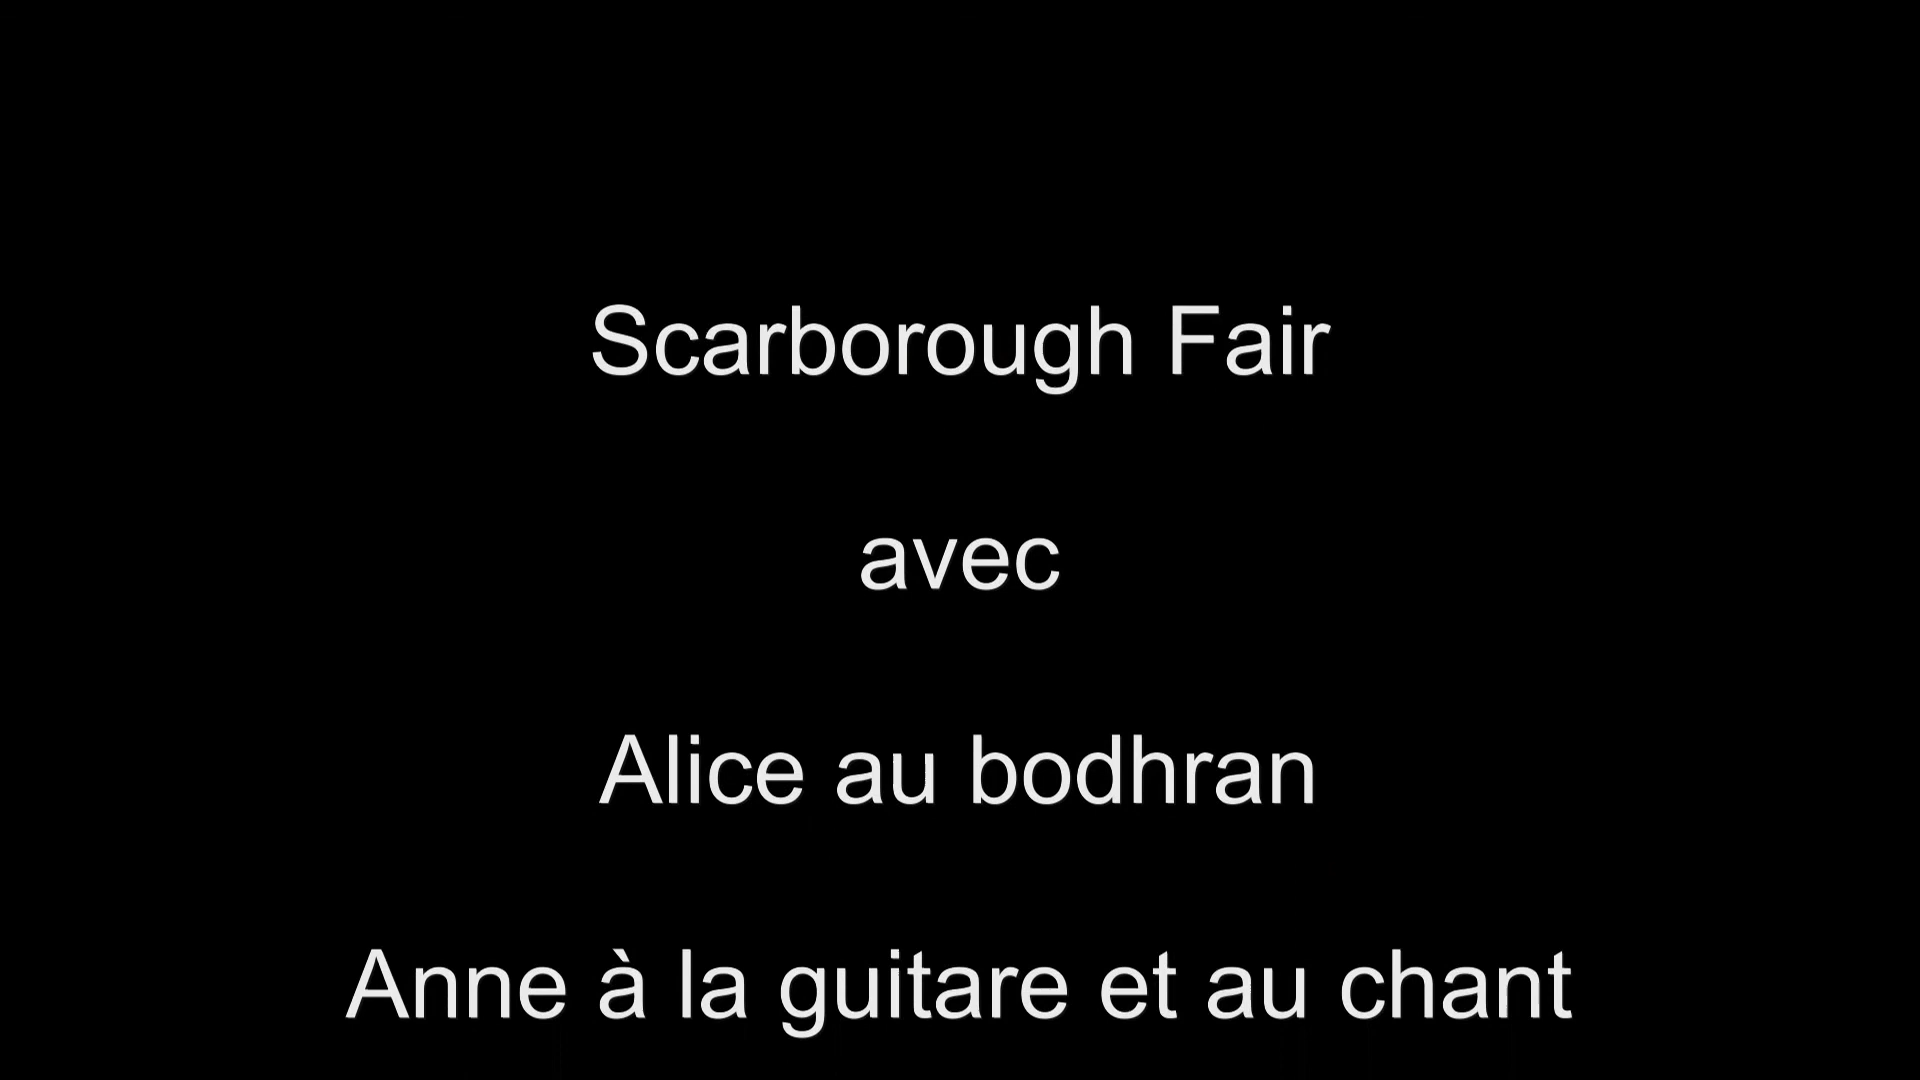 Scarborough Fair
avec
Alice au bodhran
Anne à la guitare et au chant